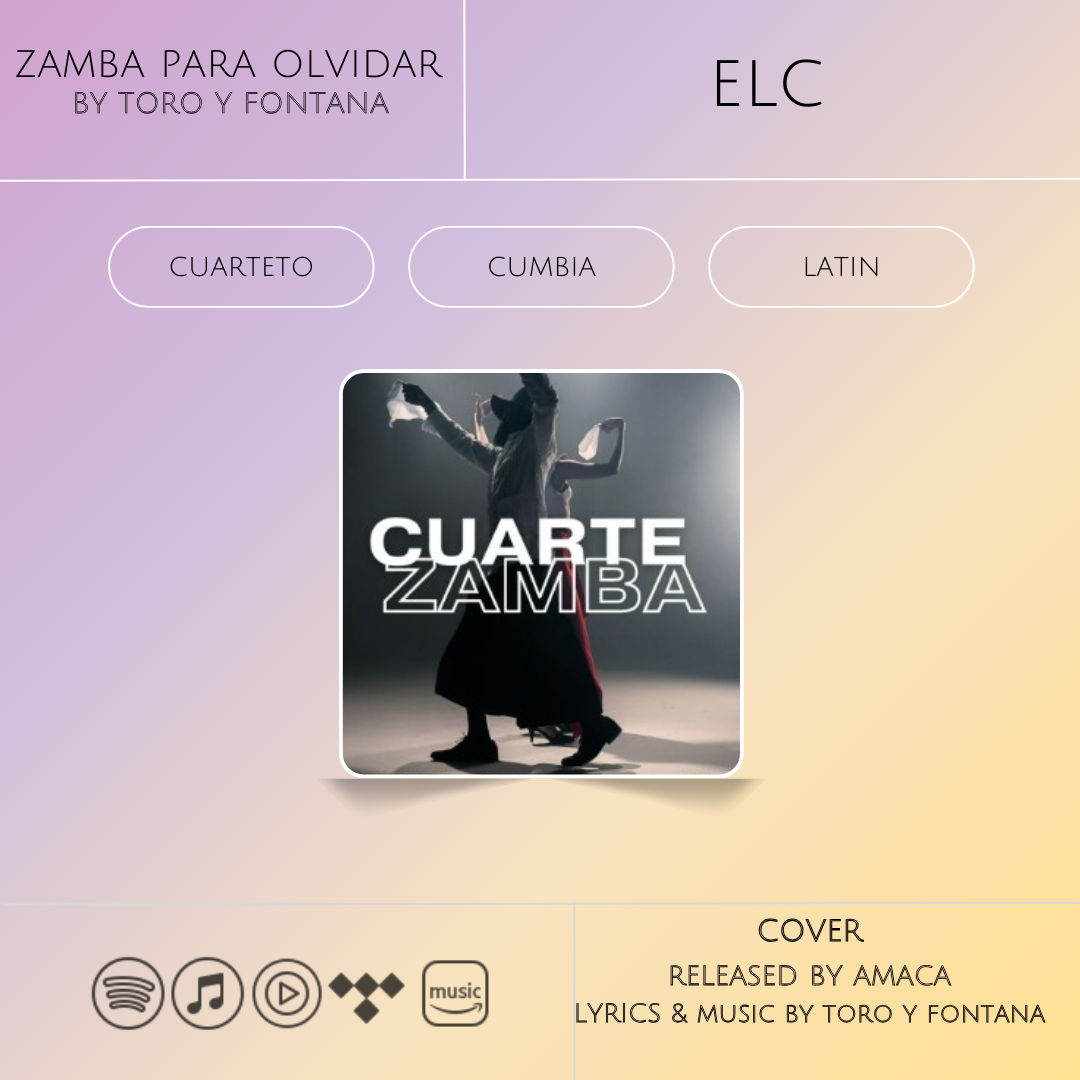 ZAMBA PARA OLVIDAR
BY TORO Y FONTANA
ELC
CUARTETO
CUMBIA
LATIN
CUARTE
ZAMBA
music
COVER
RELEASED BY AMACA
LYRICS & MUSIC BY TORO Y FONTANA